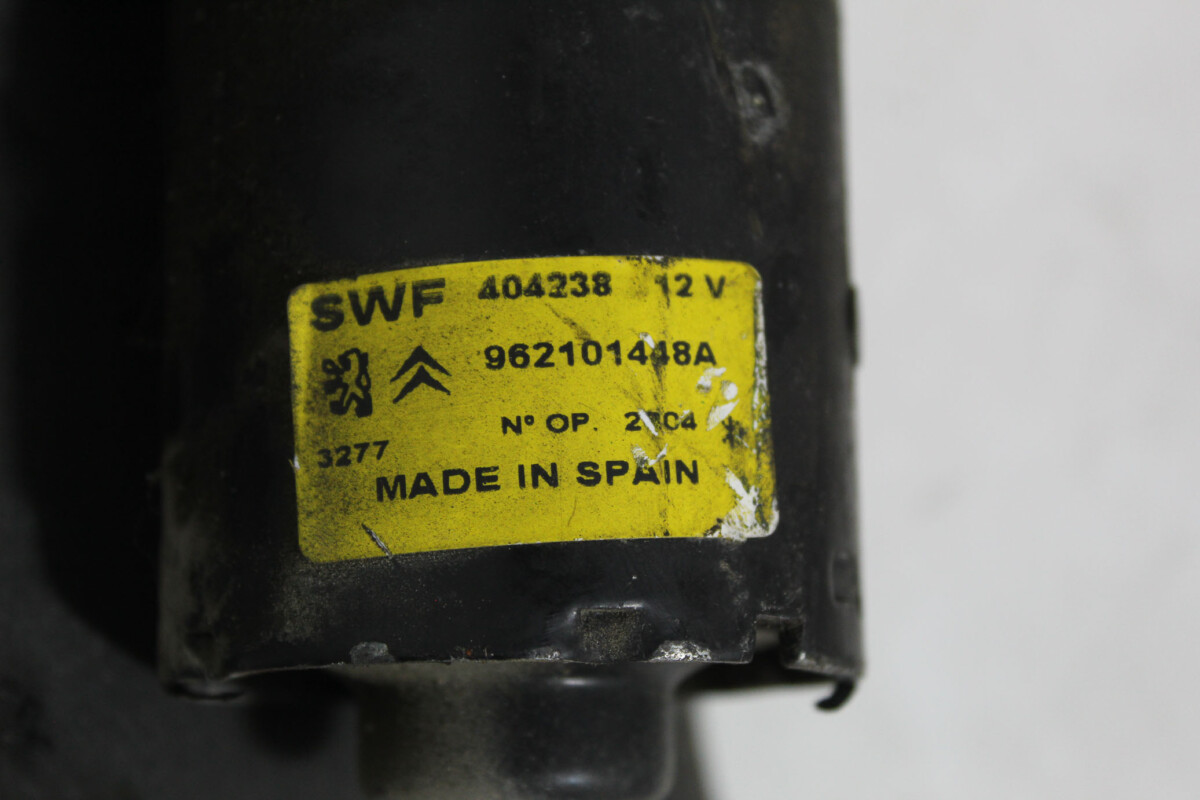 SWF 404238 12 V
962101448A
Nº OP.
3277
MADE IN SPAIN